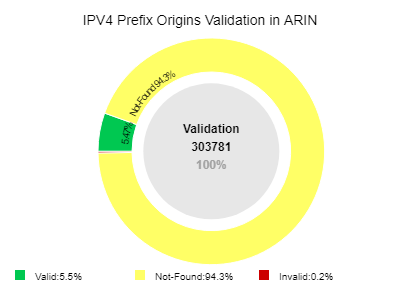 IPV4 Prefix Origins Validation in ARIN
Not-Found:94.3%
5.47%
Validation
303781
100%
Valid:5.5%
Not-Found:94.3%
Invalid:0.2%